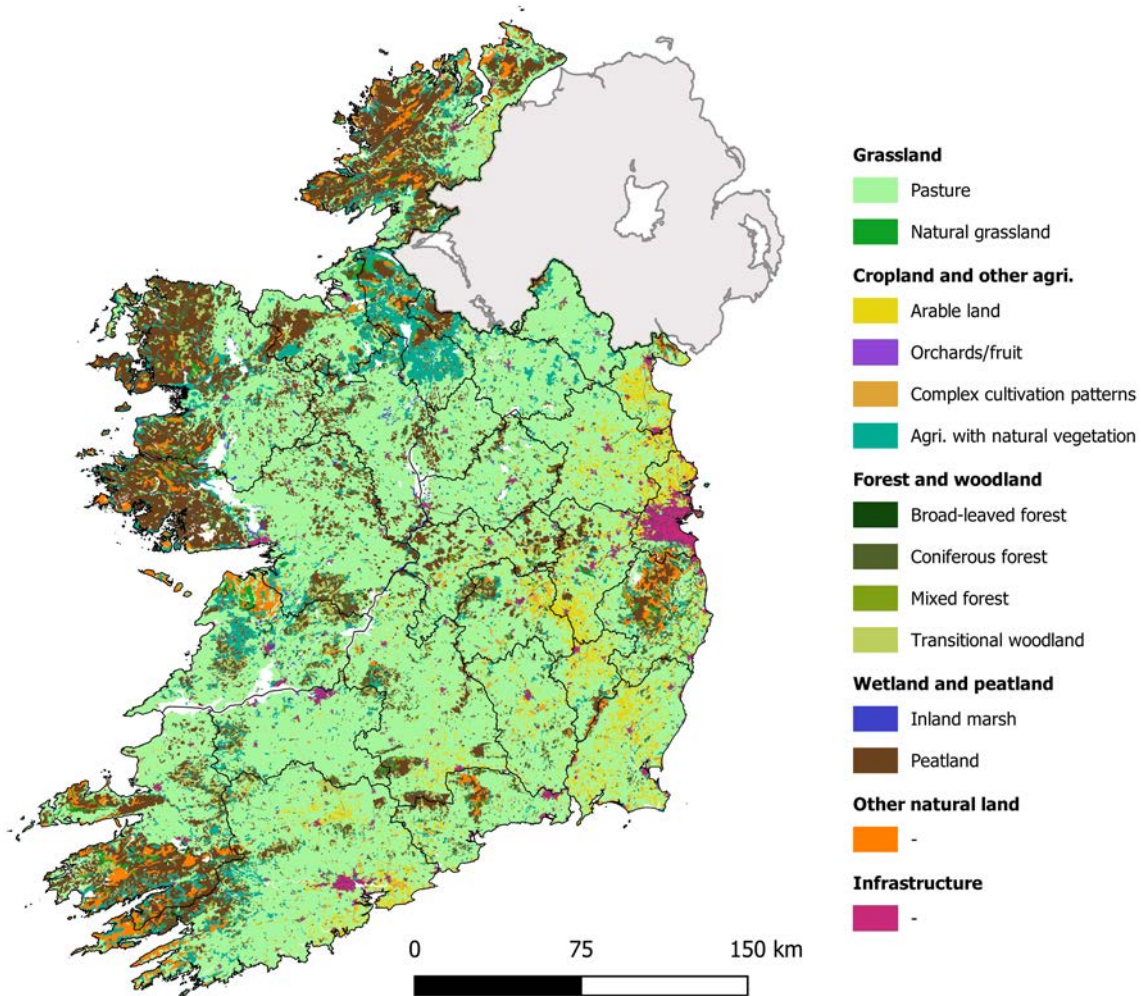 Grassland
Pasture
Natural grassland
Cropland and other agri.
Arable land
Orchards/fruit
Complex cultivation patterns
Agri. with natural vegetation
Forest and woodland
Broad-leaved forest
Coniferous forest
Mixed forest
Transitional woodland
Wetland and peatland
Inland marsh
Peatland
Other natural land
-
Infrastructure
-
0 75 150 km